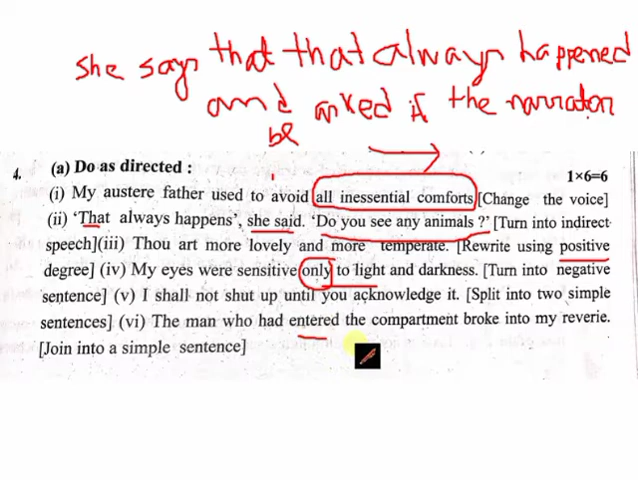 she says that that always happened
and asked if the narrator
be
4. (a) Do as directed : 1×6=6
(i) My austere father used to avoid all inessential comforts [Change the voice]
(ii) ‘That always happens’, she said. ‘Do you see any animals ?’ [Turn into indirect
speech](iii) Thou art more lovely and more temperate. [Rewrite using positive
degree] (iv) My eyes were sensitive only to light and darkness. [Turn into negative
sentence] (v) I shall not shut up until you acknowledge it. [Split into two simple
sentences] (vi) The man who had entered the compartment broke into my reverie.
[Join into a simple sentence]